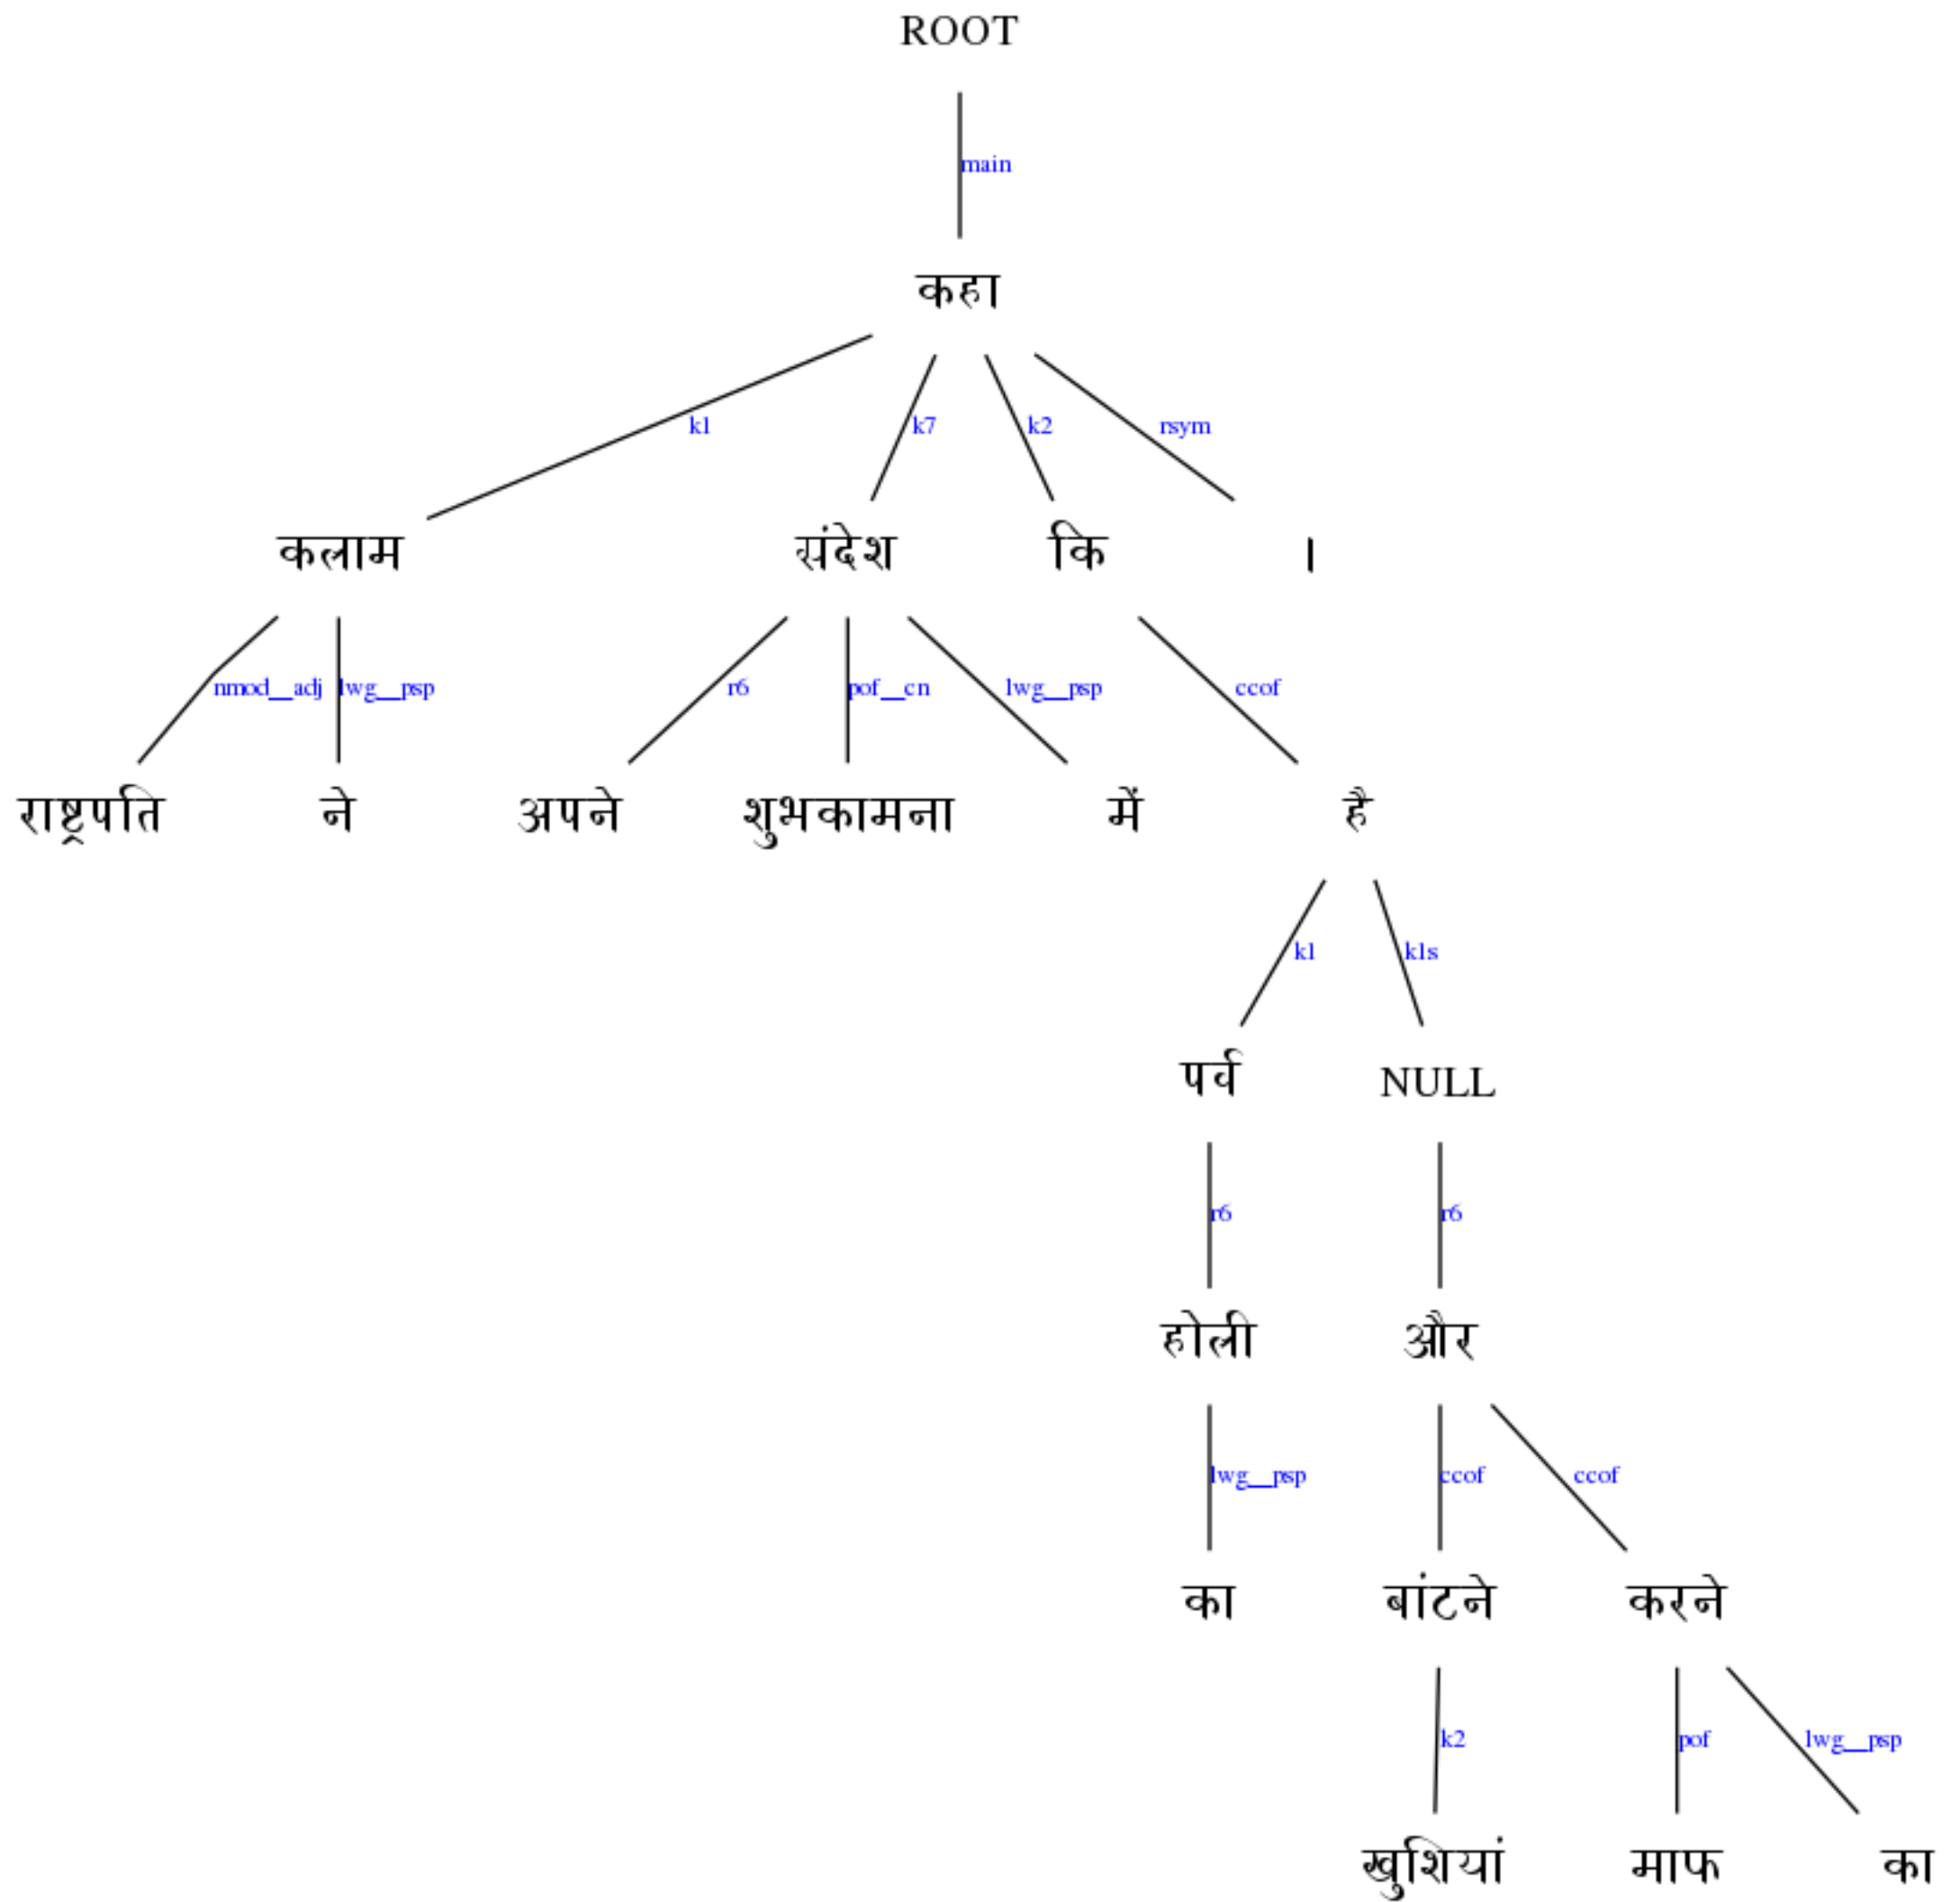 ROOT
main
कहा
k1 k7 k2 rsym
कलाम संदेश कि ।
nmod__adj lwg__psp r6 pof__cn lwg__psp ccof
राष्ट्रपति ने अपने शुभकामना में है
k1 k1s
पर्व NULL
r6 r6
होली और
lwg__psp ccof ccof
का बांटने करने
k2 pof lwg__psp
खुशियां माफ का